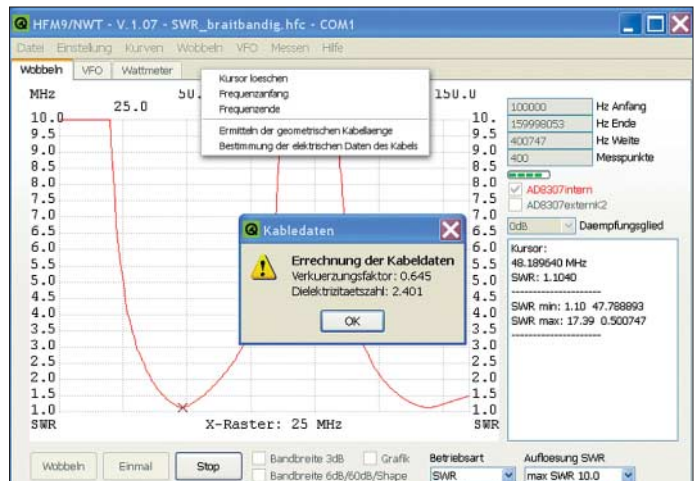 HFM9/NWT - V.1.07 - SWR_braitbandig.hfc - COM1
Datei Einstellung Kurven Wobbeln VFO Messen Hilfe
Wobbeln VFO Wattmeter
Kursor loeschen
Frequenzanfang
Frequenzende
Ermitteln der geometrischen Kabellaenge
Bestimmung der elektrischen Daten des Kabels
MHz 50. 150.0
25.0
10.0 10.
9.5 9.5
9.0 9.0
8.5 8.5
8.0 8.0
7.5 7.5
7.0 7.0
6.5 6.5
6.0 6.0
5.5 5.5
5.0 5.0
4.5 4.5
4.0 4.0
3.5 3.5
3.0 3.0
2.5 2.5
2.0 2.0
1.5 1.5
1.0 1.0
SWR X-Raster: 25 MHz SWR
Kabledaten
Errechnung der Kabeldaten
Verkuerzungsfaktor: 0.645
Dielektrizitaetszahl: 2.401
OK
100000 Hz Anfang
159998053 Hz Ende
400747 Hz Weite
400 Messpunkte
AD8307intern
AD8307externK2
0dB Daempfungsglied
Kursor:
48.189640 MHz
SWR: 1.1040
----------------------
SWR min: 1.10 47.788893
SWR max: 17.39 0.500747
----------------------
Wobbeln Einmal Stop
Bandbreite 3dB Grafik
Bandbreite 6dB/60dB/Shape
Betriebsart
SWR
Aufloesung SWR
max SWR 10.0